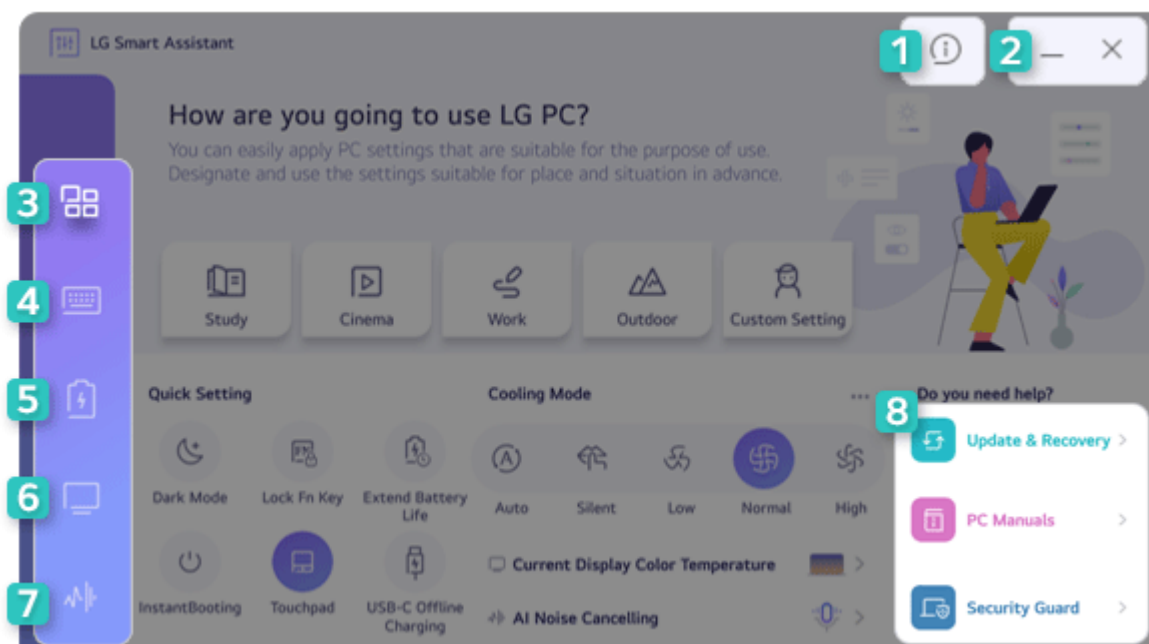 LG Smart Assistant
1
2
How are you going to use LG PC?
You can easily apply PC settings that are suitable for the purpose of use.
Designate and use the settings suitable for place and situation in advance.
3
4
5
6
7
Study
Cinema
Work
Outdoor
Custom Setting
Quick Setting
Dark Mode
Lock Fn Key
Extend Battery
Life
InstantBooting
Touchpad
USB-C Offline
Charging
Cooling Mode
...
A
Auto
Silent
Low
Normal
High
Current Display Color Temperature
AI Noise Cancelling
Do you need help?
8
Update & Recovery
PC Manuals
Security Guard